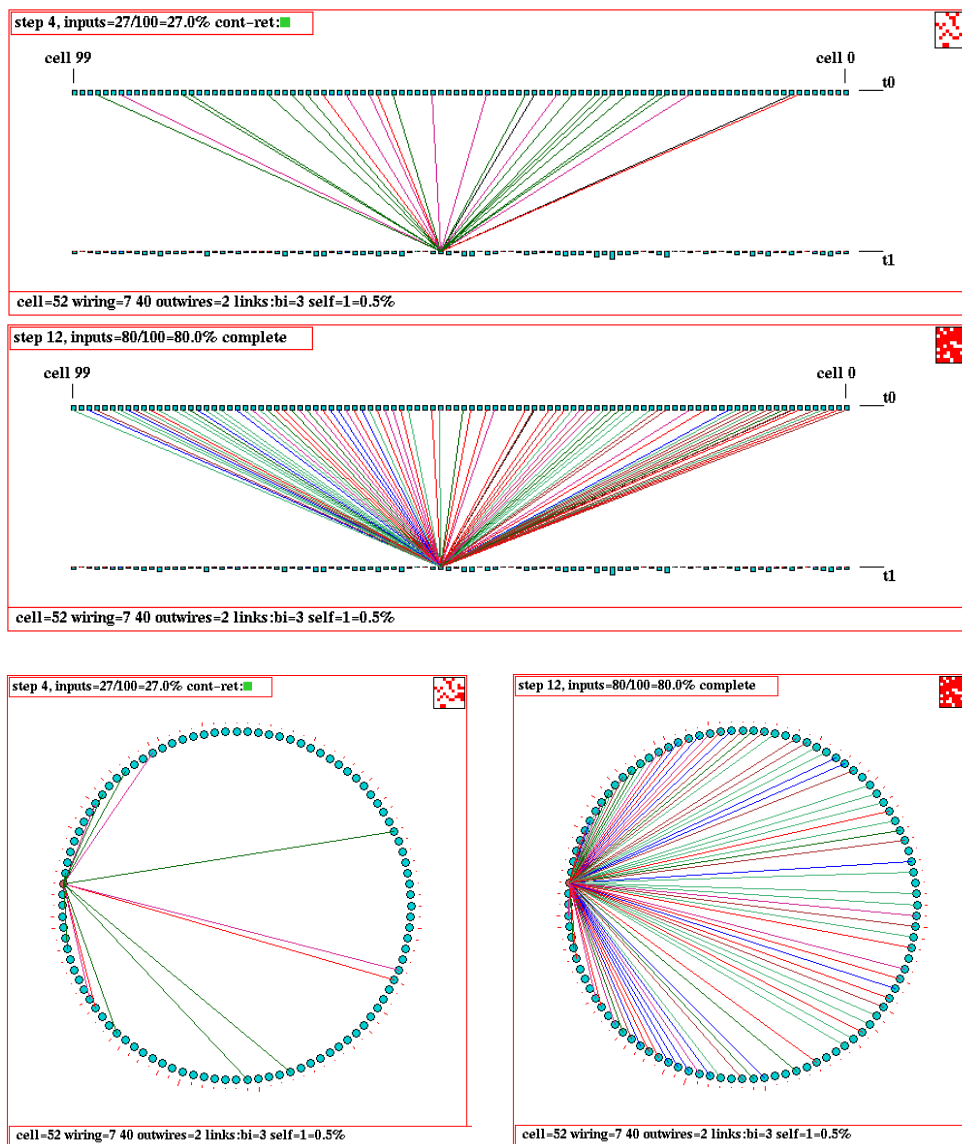 step 4, inputs=27/100=27.0% cont-ret:
cell 99
cell 0
t0
t1
cell=52 wiring=7 40 outwires=2 links:bi=3 self=1=0.5%
step 12, inputs=80/100=80.0% complete
cell 99
cell 0
t0
t1
cell=52 wiring=7 40 outwires=2 links:bi=3 self=1=0.5%
step 4, inputs=27/100=27.0% cont-ret:
cell=52 wiring=7 40 outwires=2 links:bi=3 self=1=0.5%
step 12, inputs=80/100=80.0% complete
cell=52 wiring=7 40 outwires=2 links:bi=3 self=1=0.5%